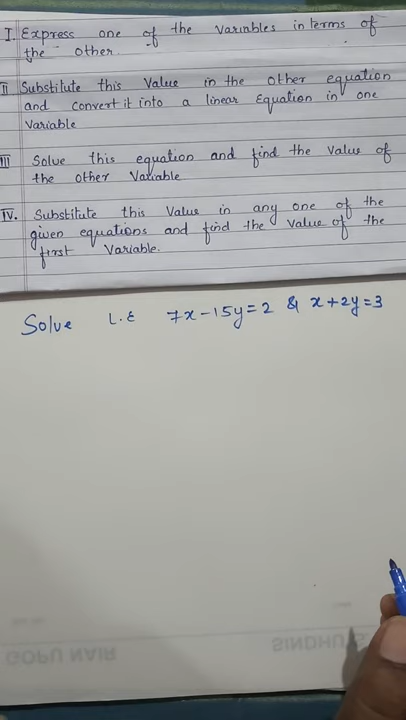 I. Express one of the Variables in terms of
the other.
II Substitute this Value in the other equation
and convert it into a linear Equation in one
Variable
III Solve this equation and find the value of
the other Variable
IV. Substitute this Value in any one of the
given equations and find the value of the
first Variable.
Solve L.E 7x-15y=2 & x+2y=3
GOPU NAIR
SINDHU